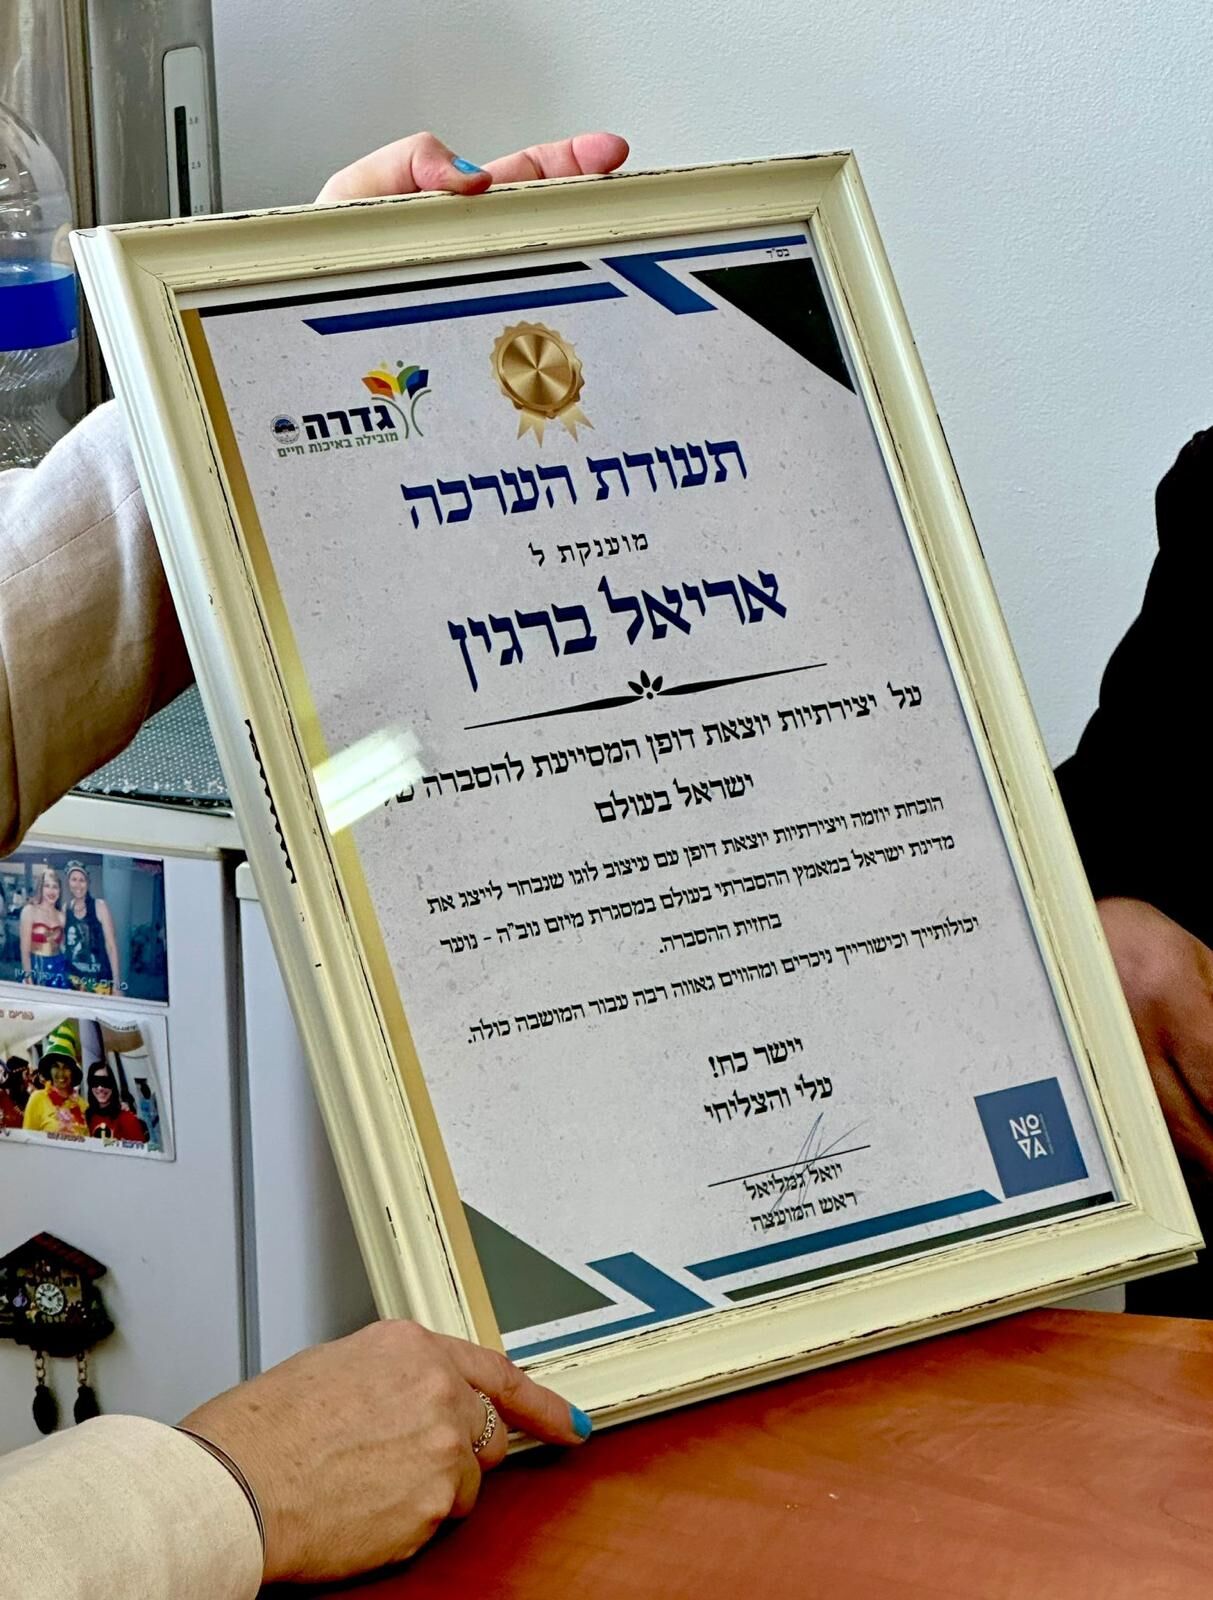 בס"ד
גדרה
מובילה באיכות חיים
תעודת הערכה
מוענקת ל
אריאל ברגין
על יצירתיות יוצאת דופן המסייעת להסברה של
ישראל בעולם
הוכחת יוזמה ויצירתיות יוצאת דופן עם עיצוב לוגו שנבחר לייצג את
מדינת ישראל במאמץ ההסברתי בעולם במסגרת מיזם נוב"ה - נוער
בחזית ההסברה.
יכולותייך וכישורייך ניכרים ומהווים גאווה רבה עבור המושבה כולה.
יישר כח!
עלי והצליחי
יואל גמליאל
ראש המועצה
NO
VA